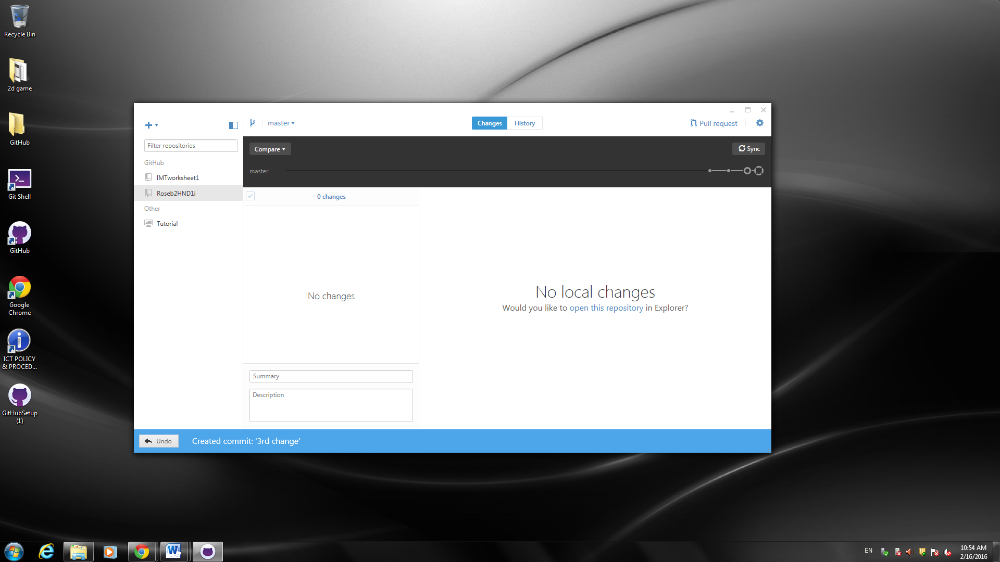 Recycle Bin
2d game
GitHub
Git Shell
GitHub
Google
Chrome
ICT POLICY
& PROCED...
GitHubSetup
(1)
master
Changes
History
Pull request
Filter repositories
GitHub
IMTworksheet1
Roseb2HND1i
Other
Tutorial
Compare
Sync
master
0 changes
No changes
No local changes
Would you like to open this repository in Explorer?
Summary
Description
Undo
Created commit: '3rd change'
EN
10:54 AM
2/16/2016